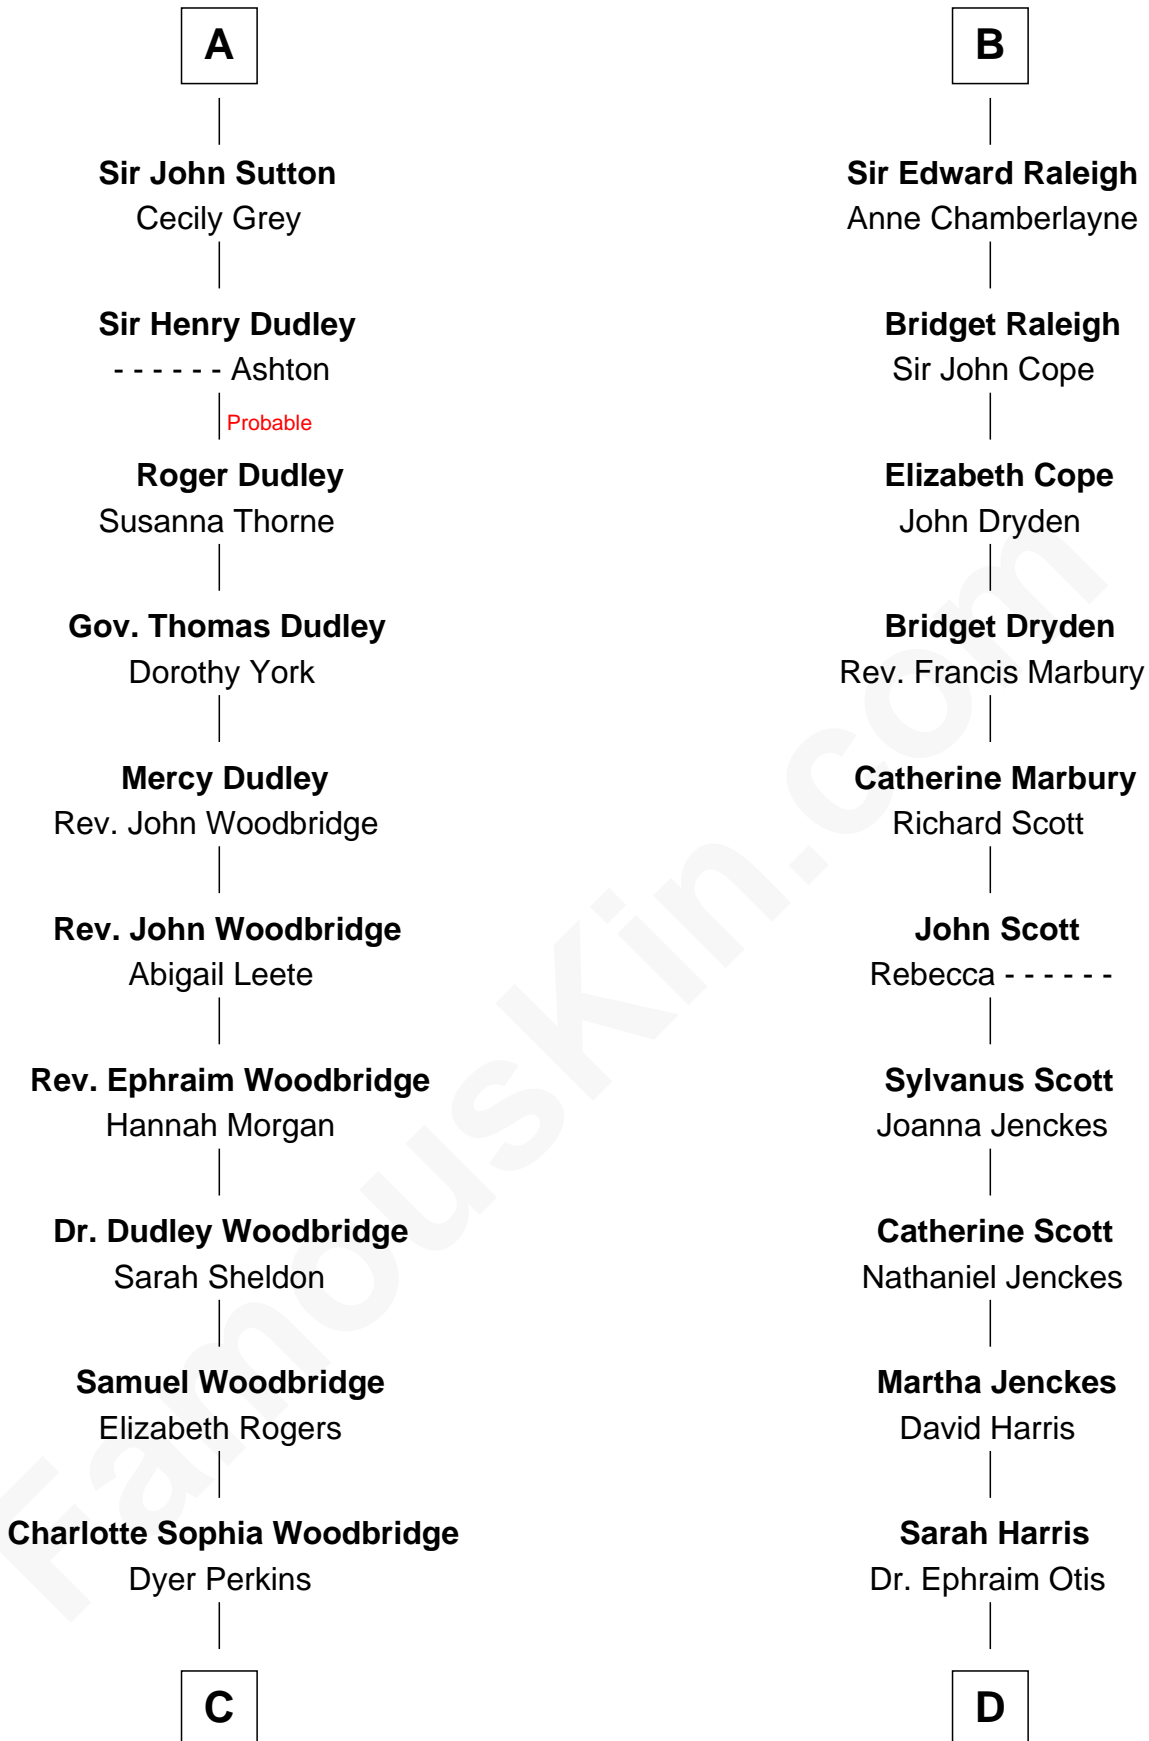 A
Sir John Sutton
Cecily Grey
Sir Henry Dudley
- - - - - - Ashton
Probable
Roger Dudley
Susanna Thorne
Gov. Thomas Dudley
Dorothy York
Mercy Dudley
Rev. John Woodbridge
Rev. John Woodbridge
Abigail Leete
Rev. Ephraim Woodbridge
Hannah Morgan
Dr. Dudley Woodbridge
Sarah Sheldon
Samuel Woodbridge
Elizabeth Rogers
Charlotte Sophia Woodbridge
Dyer Perkins
C
B
Sir Edward Raleigh
Anne Chamberlayne
Bridget Raleigh
Sir John Cope
Elizabeth Cope
John Dryden
Bridget Dryden
Rev. Francis Marbury
Catherine Marbury
Richard Scott
John Scott
Rebecca - - - - - -
Sylvanus Scott
Joanna Jenckes
Catherine Scott
Nathaniel Jenckes
Martha Jenckes
David Harris
Sarah Harris
Dr. Ephraim Otis
D
FamousKin.com